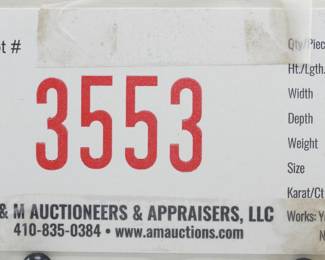 ot #
3553
Qty/Piec
Ht./Lgth.
Width
Depth
Weight
Size
Karat/Ct
Works: Y
N
& M AUCTIONEERS & APPRAISERS, LLC
410-835-0384 • www.amauctions.com